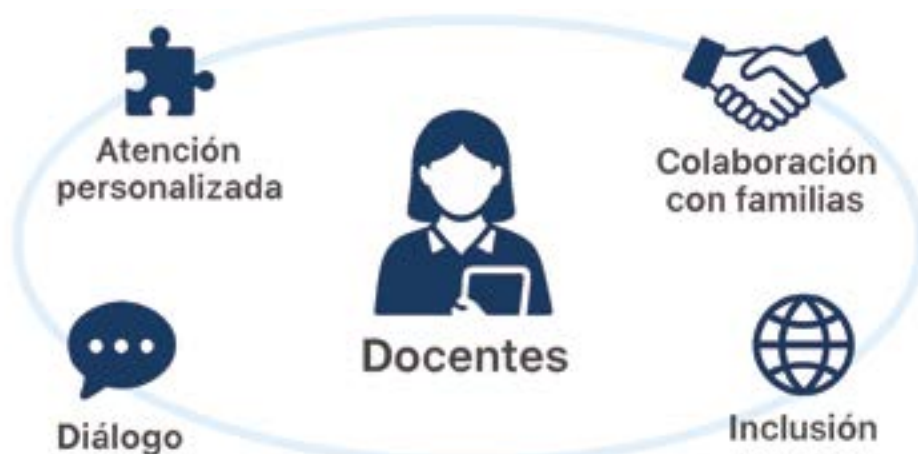 Atención
personalizada
Colaboración
con familias
Docentes
Diálogo
Inclusión